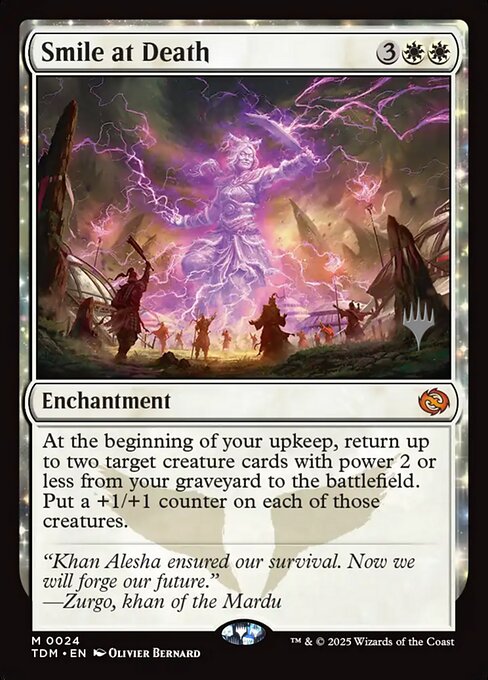 Smile at Death 3
Enchantment
At the beginning of your upkeep, return up
to two target creature cards with power 2 or
less from your graveyard to the battlefield.
Put a +1/+1 counter on each of those
creatures.
“Khan Alesha ensured our survival. Now we
will forge our future.”
—Zurgo, khan of the Mardu
M 0024
TDM • EN Olivier Bernard
™ & © 2025 Wizards of the Coast